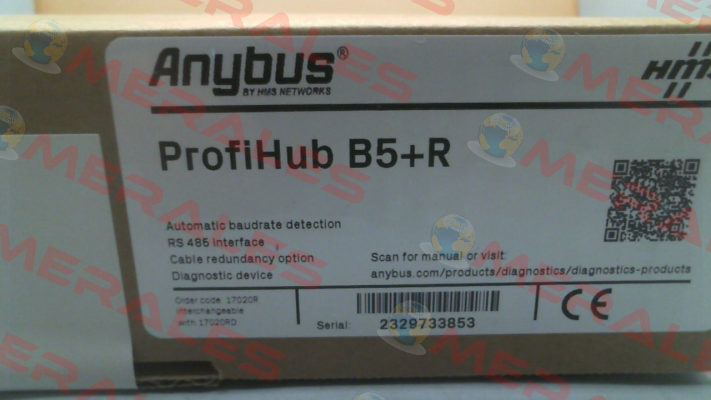 Anybus®
BY HMS NETWORKS
HMS
ProfiHub B5+R
Automatic baudrate detection
RS 485 interface
Cable redundancy option
Diagnostic device
Scan for manual or visit:
anybus.com/products/diagnostics/diagnostics-products
Order code: 17020R
interchangeable
with 17020RD
Serial: 2329733853
CE
MERALES
MERALES
MERALES
MERALES
MERALES